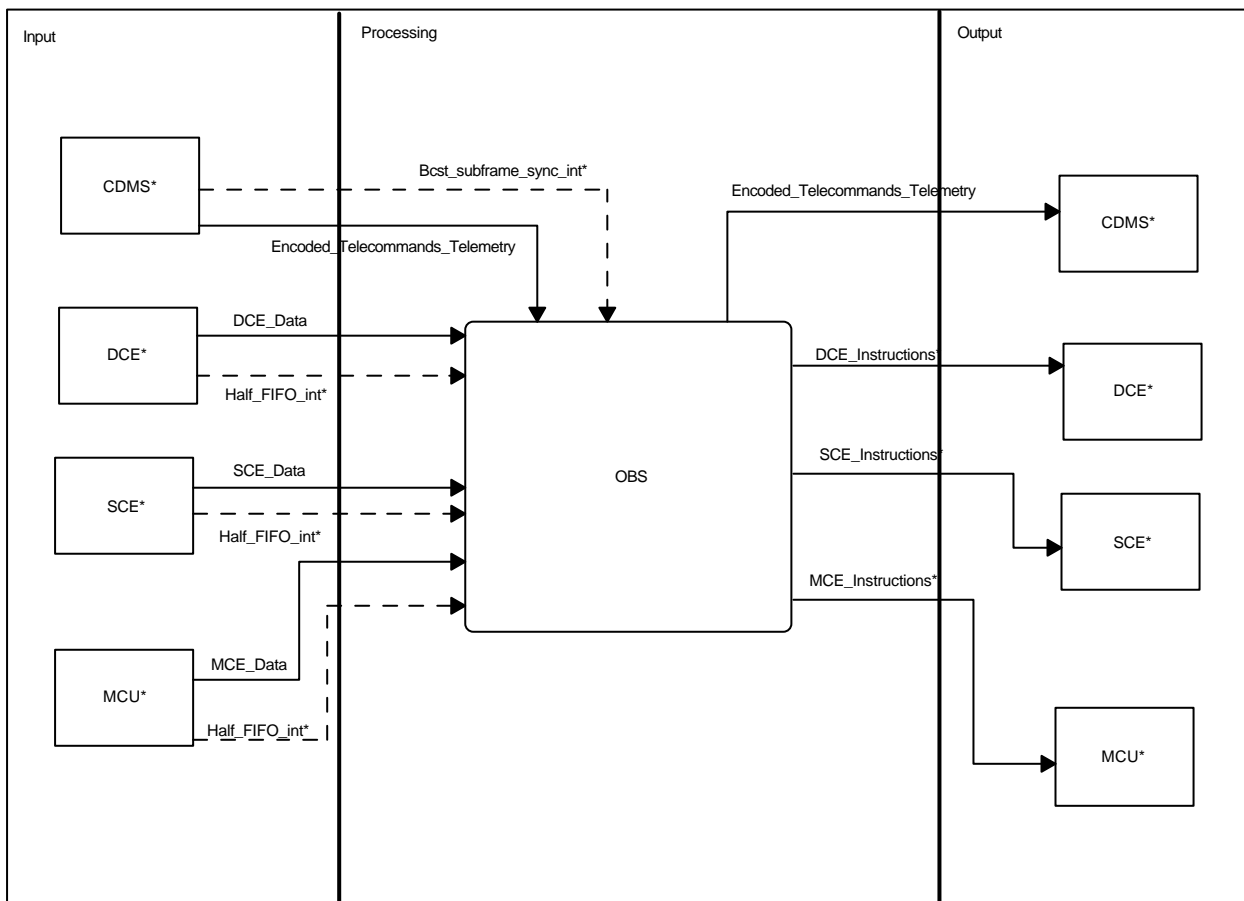 Input
Processing
Output
CDMS*
Bcst_subframe_sync_int*
Encoded_Telecommands_Telemetry
Encoded_Telecommands_Telemetry
CDMS*
DCE*
DCE_Data
Half_FIFO_int*
DCE_Instructions*
DCE*
SCE*
SCE_Data
Half_FIFO_int*
OBS
SCE_Instructions*
SCE*
MCU*
MCE_Data
Half_FIFO_int*
MCE_Instructions*
MCU*